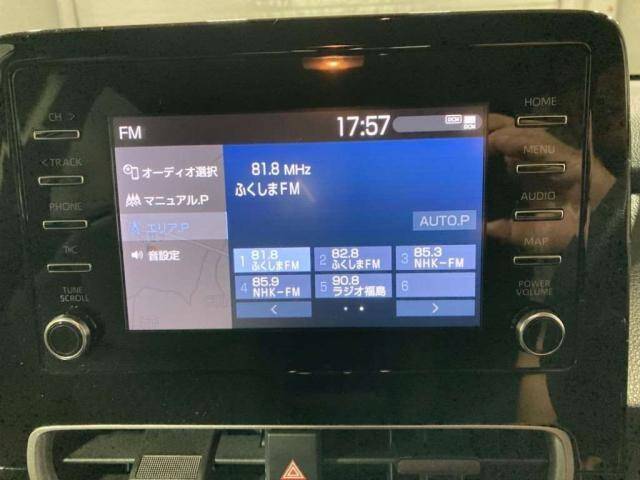 CH >
< TRACK
PHONE
TUNE
SCROLL
FM
17:57
DCM
DCM
オーディオ選択
マニュアル.P
エリア.P
音設定
81.8 MHz
ふくしまFM
AUTO.P
1 81.8
ふくしまFM
2 82.8
ふくしまFM
3 85.3
NHK-FM
4 85.9
NHK-FM
5 90.8
ラジオ福島
6
<
>
HOME
MENU
AUDIO
MAP
POWER
VOLUME